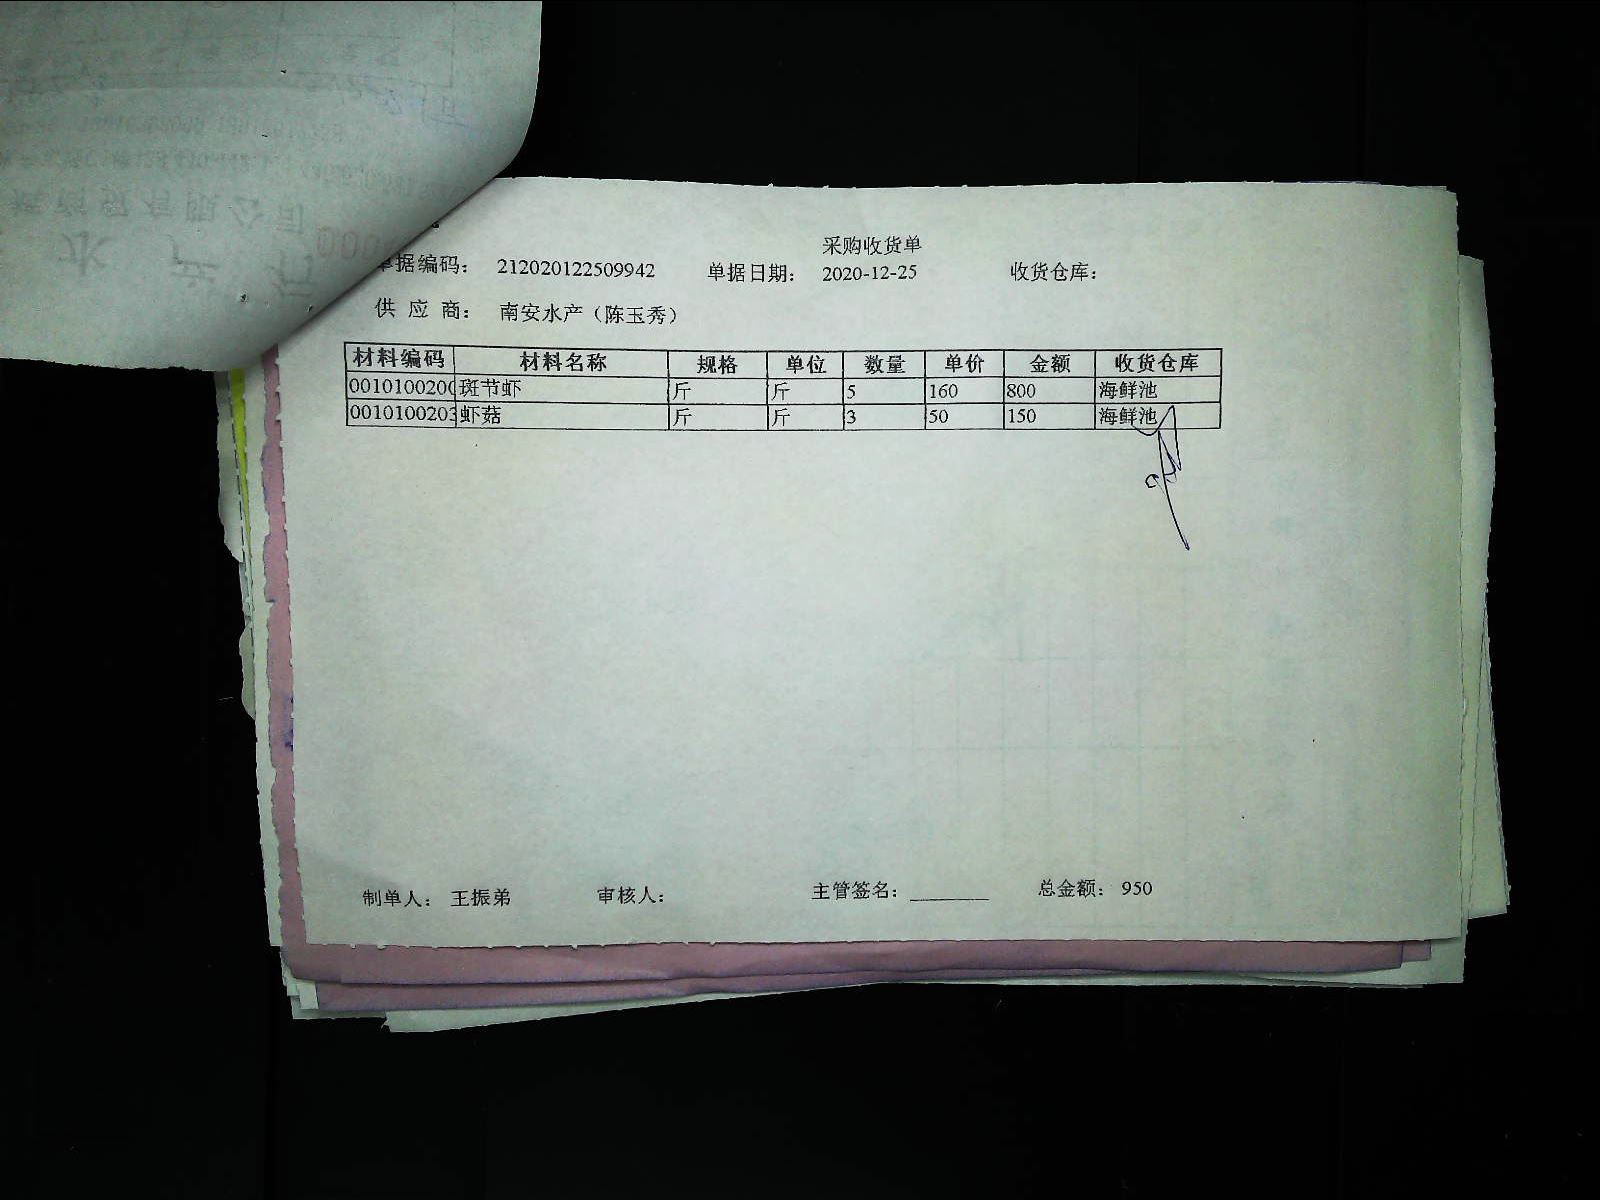 采购收货单
单据编码： 212020122509942 单据日期： 2020-12-25 收货仓库：
供 应 商： 南安水产（陈玉秀）
材料编码 材料名称 规格 单位 数量 单价 金额 收货仓库
0010100200 斑节虾 斤 斤 5 160 800 海鲜池
0010100203 虾菇 斤 斤 3 50 150 海鲜池
制单人： 王振弟 审核人： 主管签名： 总金额： 950